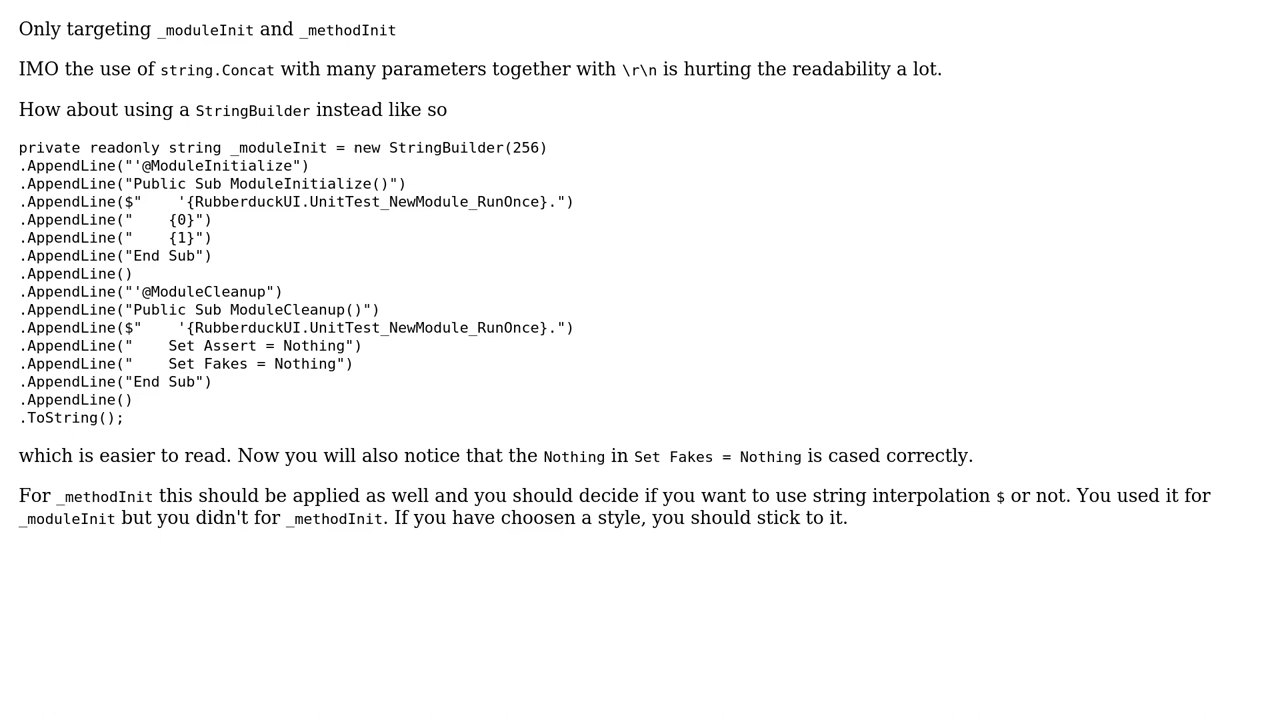 Only targeting _moduleInit and _methodInit
IMO the use of string.Concat with many parameters together with \r\n is hurting the readability a lot.
How about using a StringBuilder instead like so
private readonly string _moduleInit = new StringBuilder(256)
.AppendLine("'@ModuleInitialize")
.AppendLine("Public Sub ModuleInitialize()")
.AppendLine($"    '{RubberduckUI.UnitTest_NewModule_RunOnce}.")
.AppendLine("    {0}")
.AppendLine("    {1}")
.AppendLine("End Sub")
.AppendLine()
.AppendLine("'@ModuleCleanup")
.AppendLine("Public Sub ModuleCleanup()")
.AppendLine($"    '{RubberduckUI.UnitTest_NewModule_RunOnce}.")
.AppendLine("    Set Assert = Nothing")
.AppendLine("    Set Fakes = Nothing")
.AppendLine("End Sub")
.AppendLine()
.ToString();
which is easier to read. Now you will also notice that the Nothing in Set Fakes = Nothing is cased correctly.
For _methodInit this should be applied as well and you should decide if you want to use string interpolation $ or not. You used it for
_moduleInit but you didn't for _methodInit. If you have choosen a style, you should stick to it.